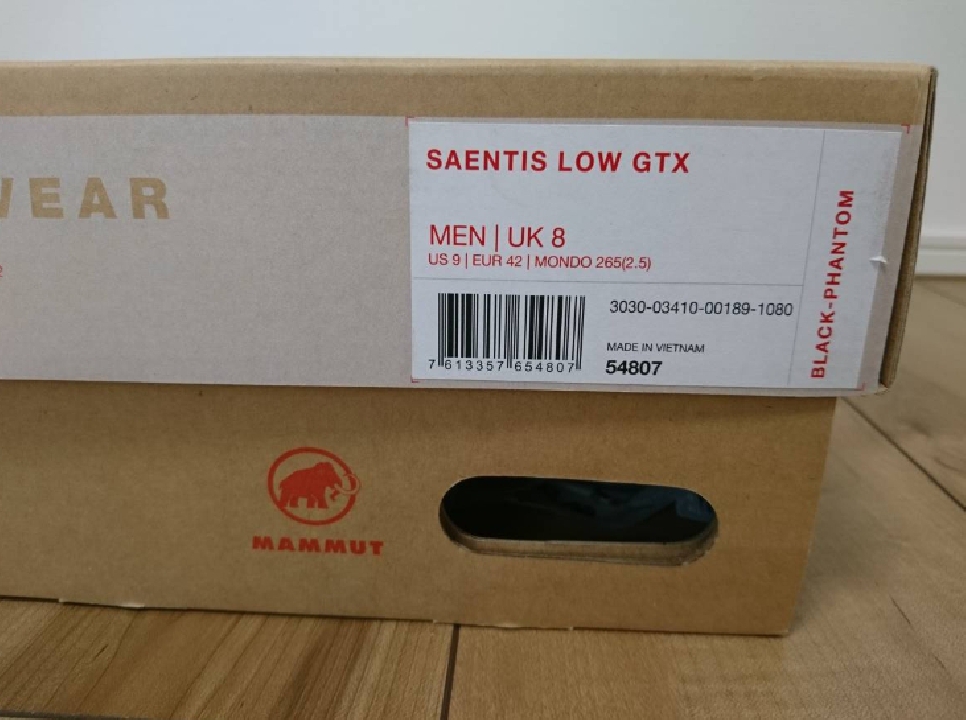 WEAR
SAENTIS LOW GTX
MEN | UK 8
US 9 | EUR 42 | MONDO 265(2.5)
3030-03410-00189-1080
7 613357 654807
MADE IN VIETNAM
54807
BLACK-PHANTOM
MAMMUT